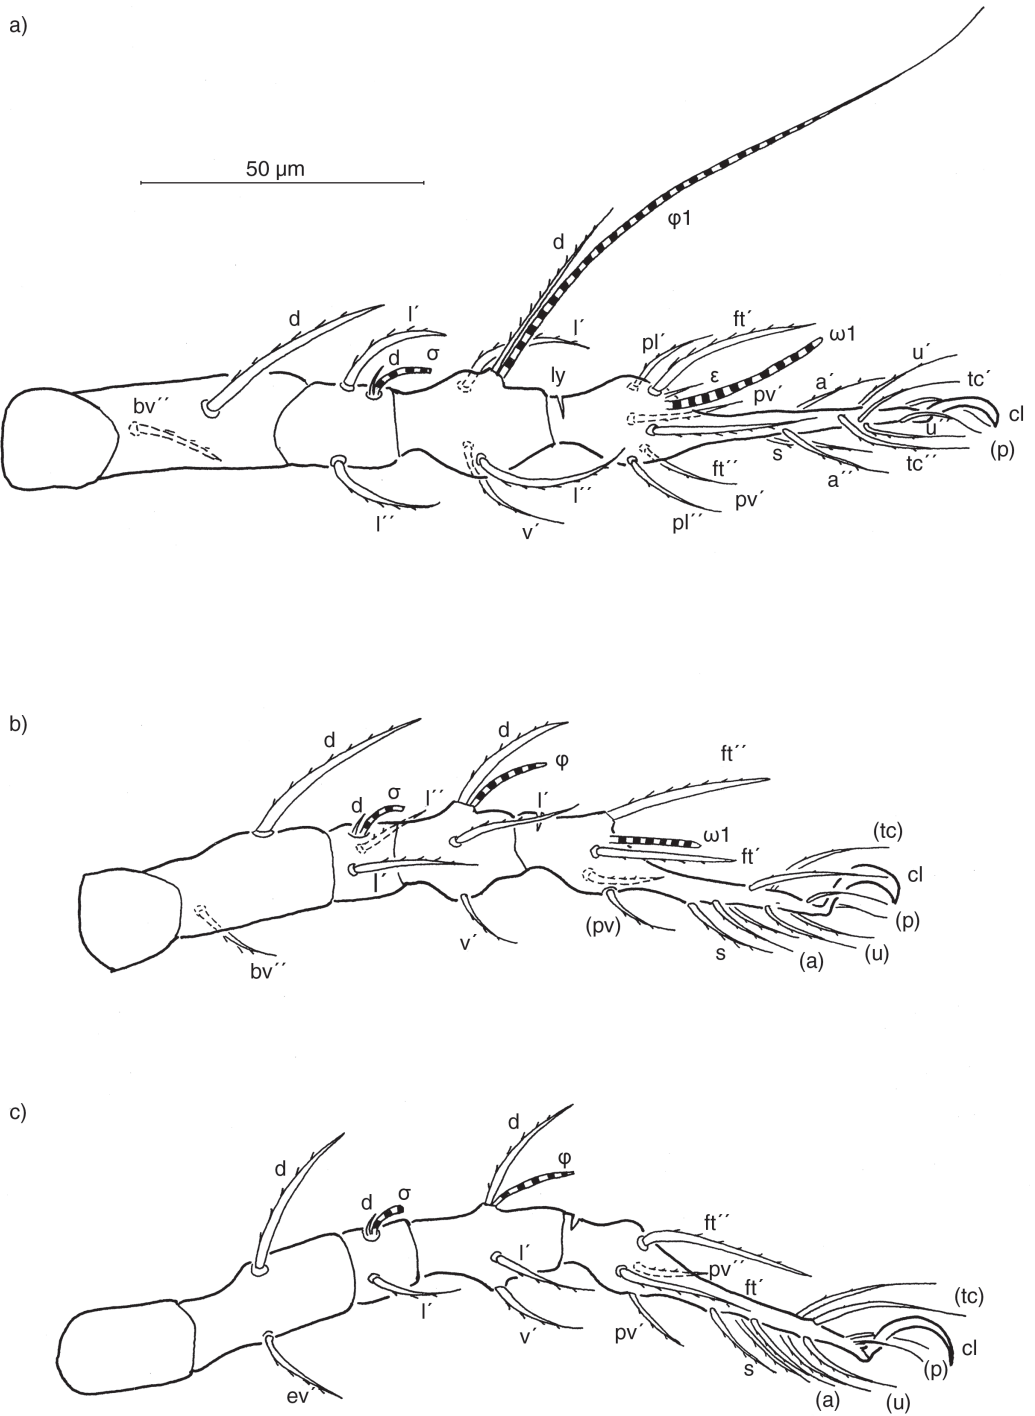 a)
50 µm
φ1
d
d
l´
l´
ft´
ω1
pl´
d
σ
ly
ε
u´
a´
tc´
pv´
bv´´
cl
u´´
(p)
s
tc´´
ft´´
a´´
l´´
l´´
pv´
v´
pl´´
b)
d
d
φ
ft´´
d
σ
l´´
l´
ω1
(tc)
ft´
cl
l´
(p)
(pv)
v´
s
(a)
(u)
bv´´
c)
d
d
φ
d
σ
ft´´
l´
pv´´
ft´
l´
(tc)
v´
pv´
cl
s
(p)
ev´
(a)
(u)